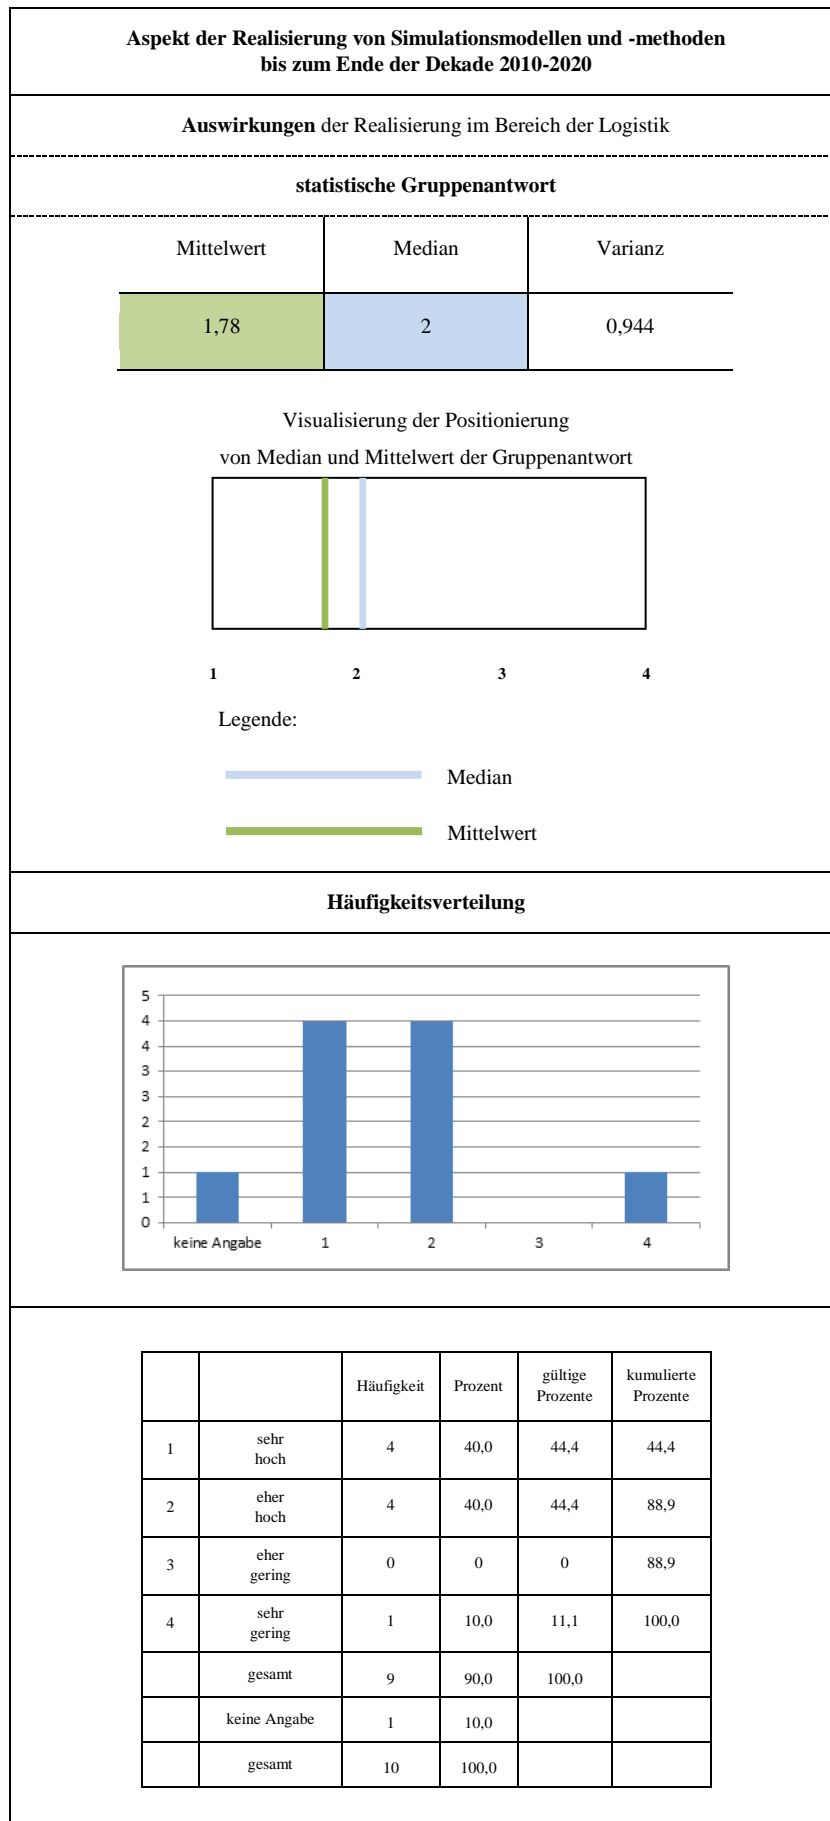 Aspekt der Realisierung von Simulationsmodellen und -methoden
bis zum Ende der Dekade 2010-2020
Auswirkungen der Realisierung im Bereich der Logistik
statistische Gruppenantwort
Mittelwert Median Varianz
1,78 2 0,944
Visualisierung der Positionierung
von Median und Mittelwert der Gruppenantwort
1 2 3 4
Legende:
Median
Mittelwert
Häufigkeitsverteilung
5
4
4
3
3
2
2
1
1
0
keine Angabe 1 2 3 4
Häufigkeit Prozent gültige Prozente kumulierte Prozente
1 sehr hoch 4 40,0 44,4 44,4
2 eher hoch 4 40,0 44,4 88,9
3 eher gering 0 0 0 88,9
4 sehr gering 1 10,0 11,1 100,0
gesamt 9 90,0 100,0
keine Angabe 1 10,0
gesamt 10 100,0